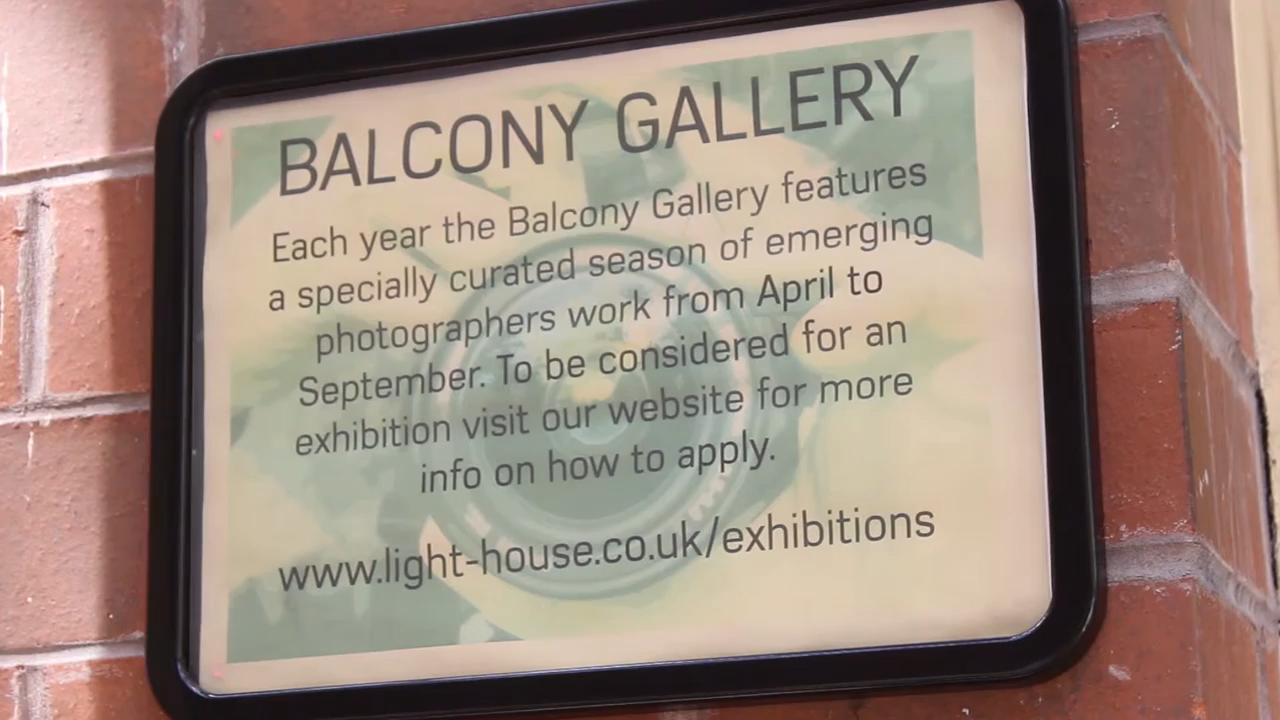 BALCONY GALLERY
Each year the Balcony Gallery features
a specially curated season of emerging
photographers work from April to
September. To be considered for an
exhibition visit our website for more
info on how to apply.
www.light-house.co.uk/exhibitions